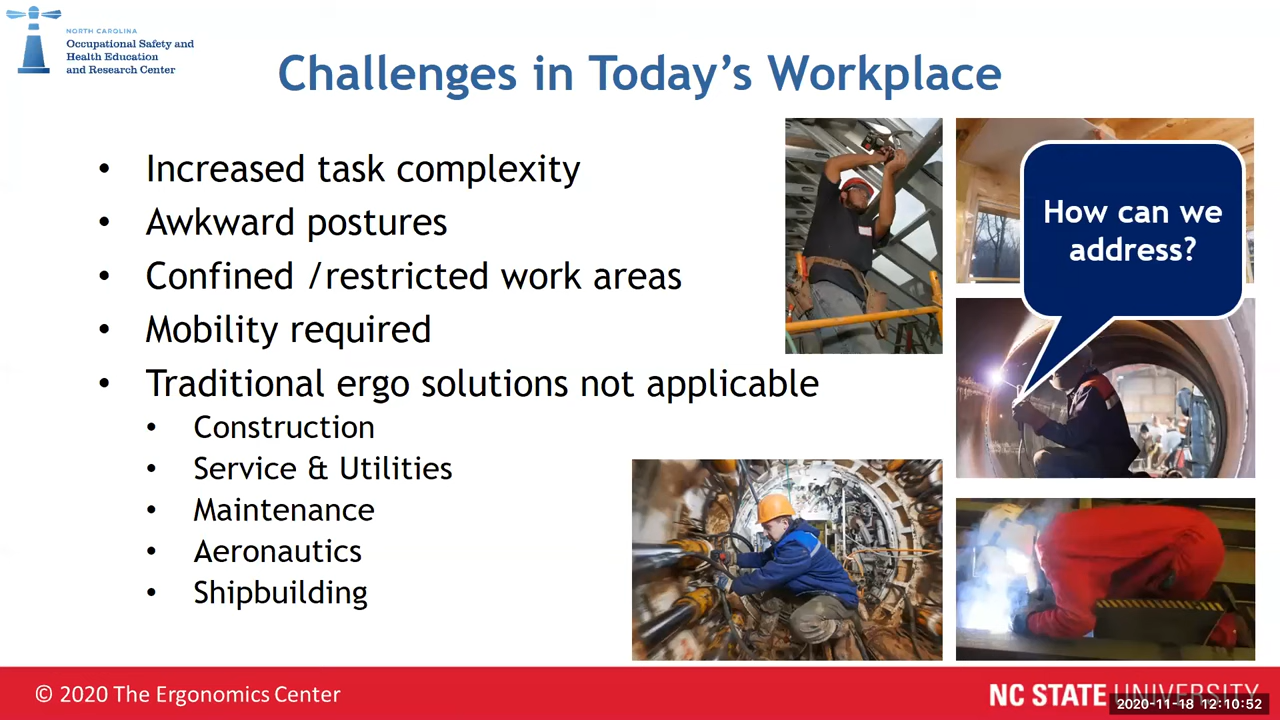 NORTH CAROLINA
Occupational Safety and
Health Education
and Research Center
Challenges in Today's Workplace
• Increased task complexity
• Awkward postures
• Confined /restricted work areas
• Mobility required
• Traditional ergo solutions not applicable
• Construction
• Service & Utilities
• Maintenance
• Aeronautics
• Shipbuilding
How can we
address?
© 2020 The Ergonomics Center
NC STATE UNIVERSITY
2020-11-18 12:10:52